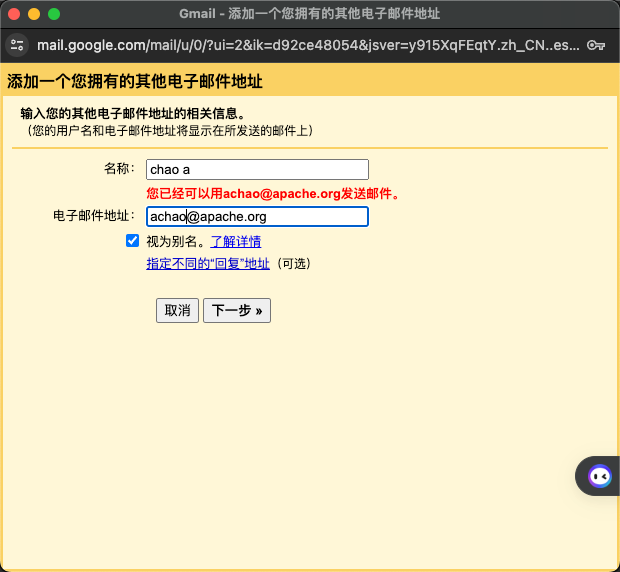 Gmail - 添加一个您拥有的其他电子邮件地址
mail.google.com/mail/u/0/?ui=2&ik=d92ce48054&jsver=y915XqFEqtY.zh_CN..es...
添加一个您拥有的其他电子邮件地址
输入您的其他电子邮件地址的相关信息。
（您的用户名和电子邮件地址将显示在所发送的邮件上）
名称： chao a
您已经可以用achao@apache.org发送邮件。
电子邮件地址： achao@apache.org
视为别名。了解详情
指定不同的“回复”地址（可选）
取消 下一步 »